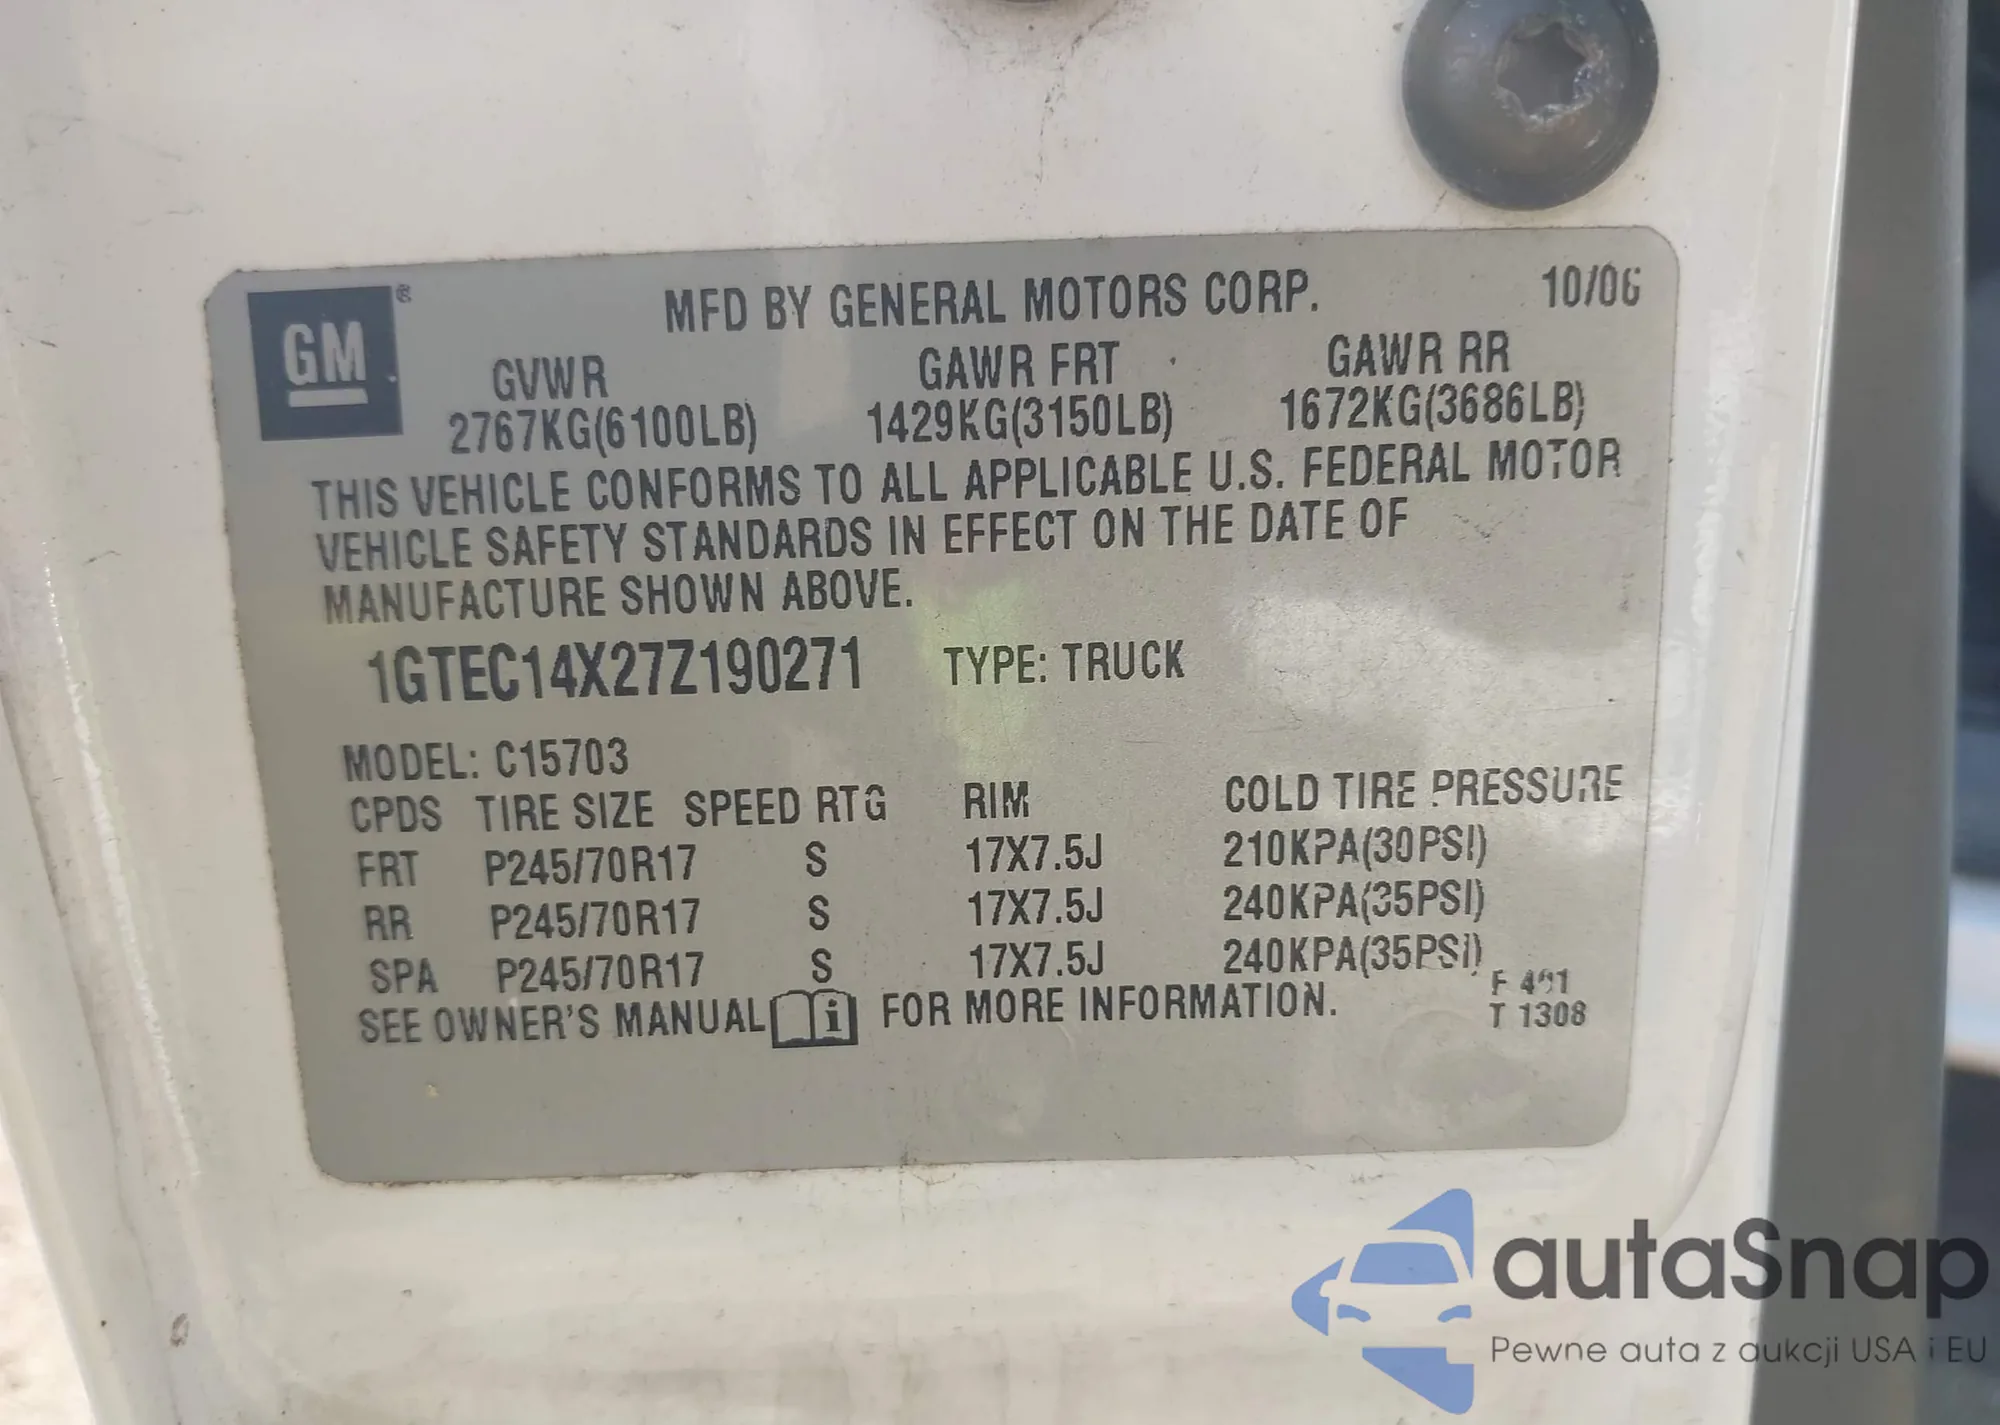 GM®
MFD BY GENERAL MOTORS CORP. 10/06
GVWR GAWR FRT GAWR RR
2767KG(6100LB) 1429KG(3150LB) 1672KG(3686LB)
THIS VEHICLE CONFORMS TO ALL APPLICABLE U.S. FEDERAL MOTOR
VEHICLE SAFETY STANDARDS IN EFFECT ON THE DATE OF
MANUFACTURE SHOWN ABOVE.
1GTEC14X27Z190271 TYPE: TRUCK
MODEL: C15703
CPDS TIRE SIZE SPEED RTG RIM COLD TIRE PRESSURE
FRT P245/70R17 S 17X7.5J 210KPA(30PSI)
RR P245/70R17 S 17X7.5J 240KPA(35PSI)
SPA P245/70R17 S 17X7.5J 240KPA(35PSI)
SEE OWNER'S MANUAL i FOR MORE INFORMATION.
F
T 1308
autaSnap
Pewne auta z aukcji USA i EU